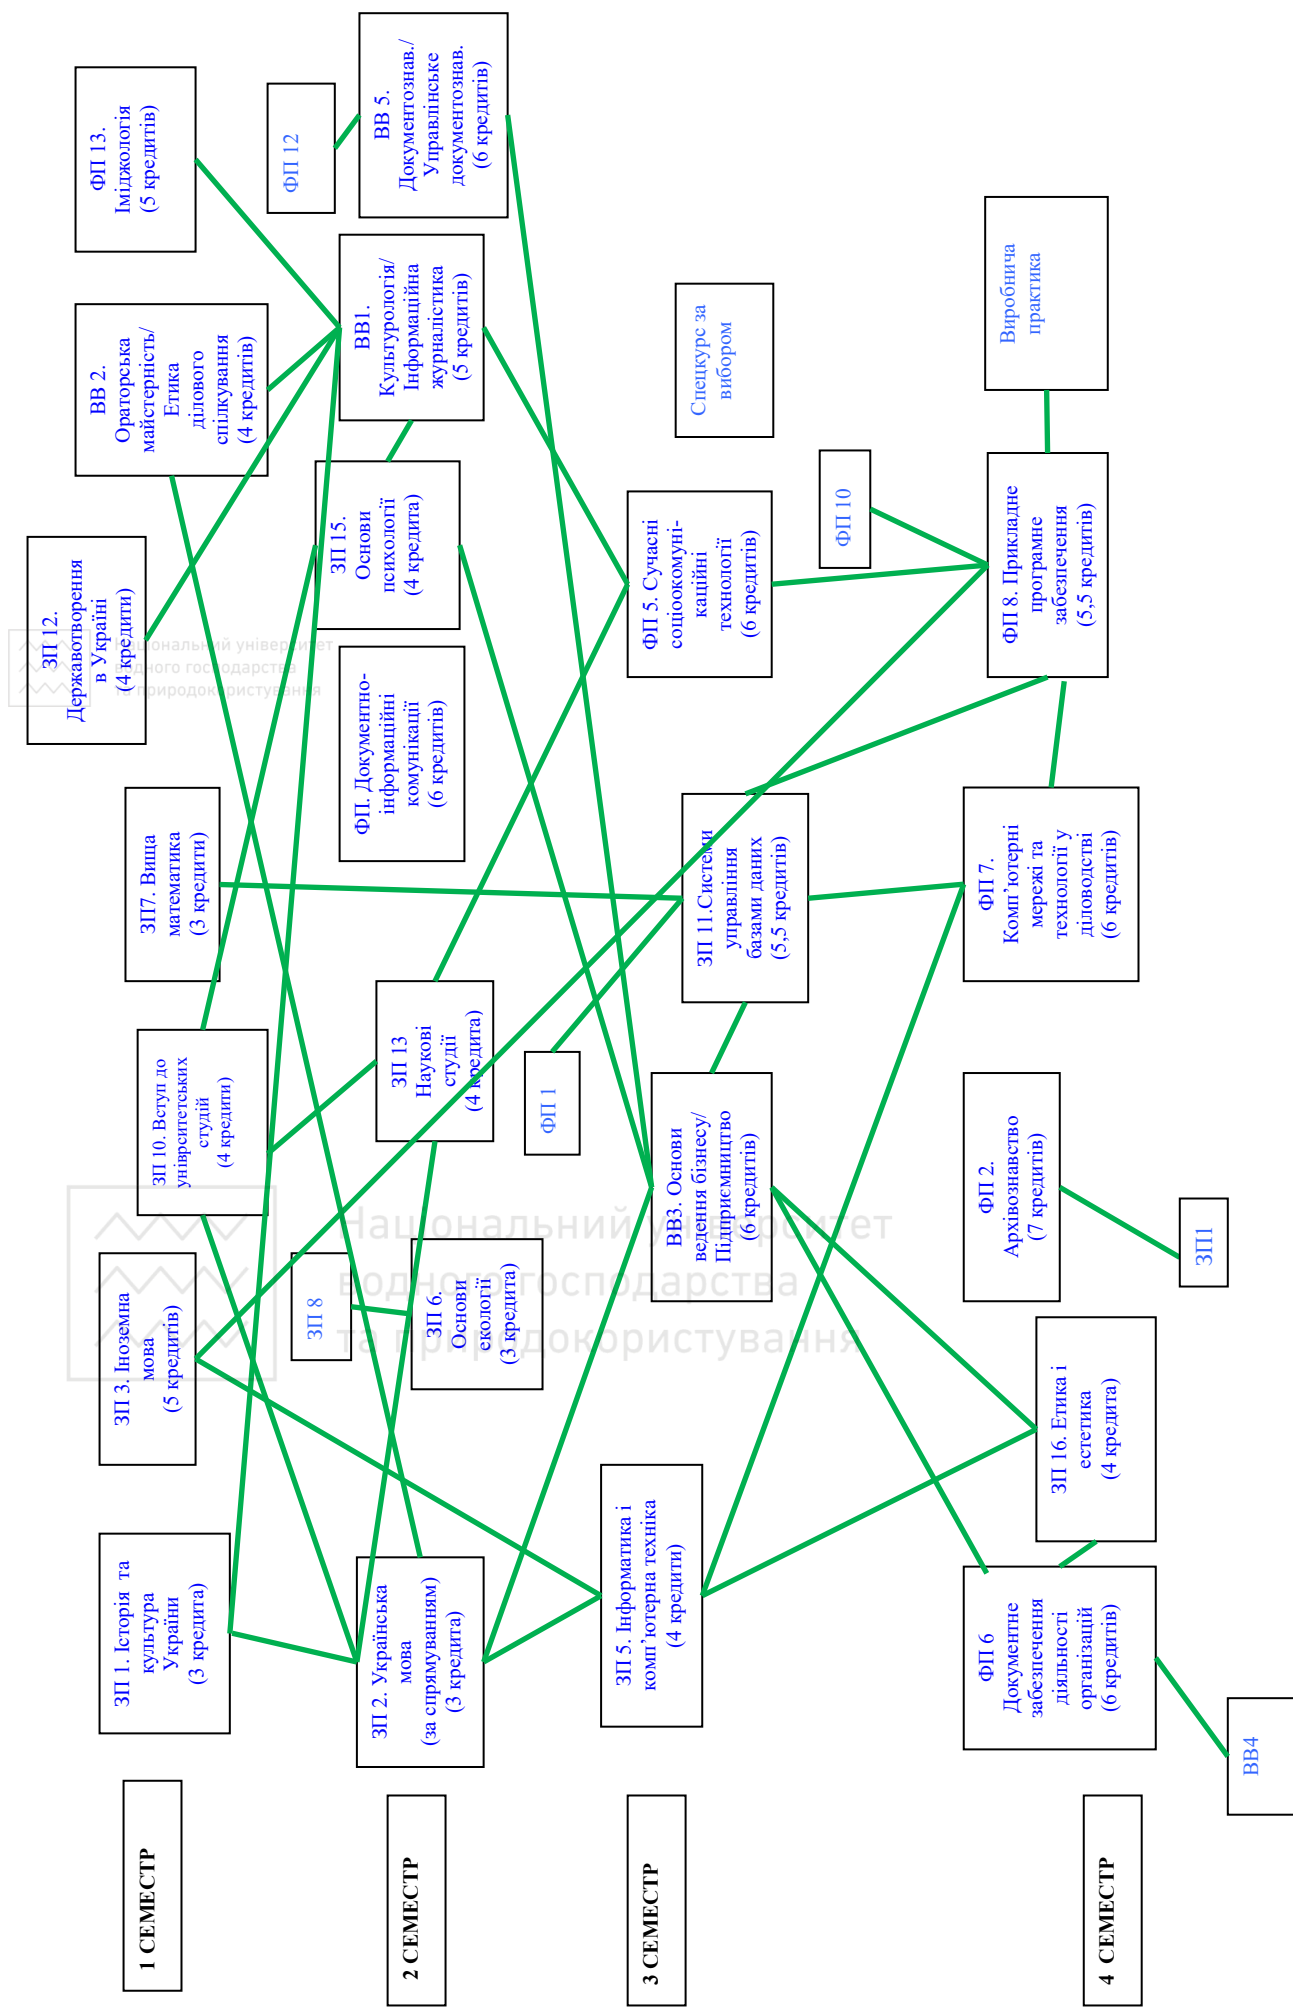 1 СЕМЕСТР
ЗП 1. Історія та
культура
України
(3 кредита)
ЗП 3. Іноземна
мова
(5 кредитів)
ЗП 10. Вступ до
уніврситетських
студій
(4 кредити)
ЗП7. Вища
математика
(3 кредити)
ЗП 12.
Державотворення
в Україні
(4 кредити)
ВВ 2.
Ораторська
майстерність/
Етика
ділового
спілкування
(4 кредитів)
ФП 13.
Іміджологія
(5 кредитів)
2 СЕМЕСТР
ЗП 2. Українська
мова
(за спрямуванням)
(3 кредита)
ЗП 8
ЗП 6.
Основи
екології
(3 кредита)
ЗП 13
Наукові
студії
(4 кредита)
ФП 1
ФП. Документно-
інформаційні
комунікації
(6 кредитів)
ЗП 15.
Основи
психології
(4 кредита)
ВВ1.
Культурологія/
Інформаційна
журналістика
(5 кредитів)
ФП 12
ВВ 5.
Документознав./
Управлінське
документознав.
(6 кредитів)
3 СЕМЕСТР
ЗП 5. Інформатика і
комп’ютерна техніка
(4 кредити)
ВВ3. Основи
ведення бізнесу/
Підприємництво
(6 кредитів)
ЗП 11.Системи
управління
базами даних
(5,5 кредитів)
ФП 5. Сучасні
соціоокомуні-
каційні
технології
(6 кредитів)
Спецкурс за
вибором
ФП 10
4 СЕМЕСТР
ФП 6
Документне
забезпечення
діяльності
організацій
(6 кредитів)
ВВ4
ЗП 16. Етика і
естетика
(4 кредита)
ФП 2.
Архівознавство
(7 кредитів)
ЗП1
ФП 7.
Комп’ютерні
мережі та
технології у
діловодстві
(6 кредитів)
ФП 8. Прикладне
програмне
забезпечення
(5,5 кредитів)
Виробнича
практика
Національний університет
водного господарства
та природокористування
Національний університет
водного господарства
та природокористування